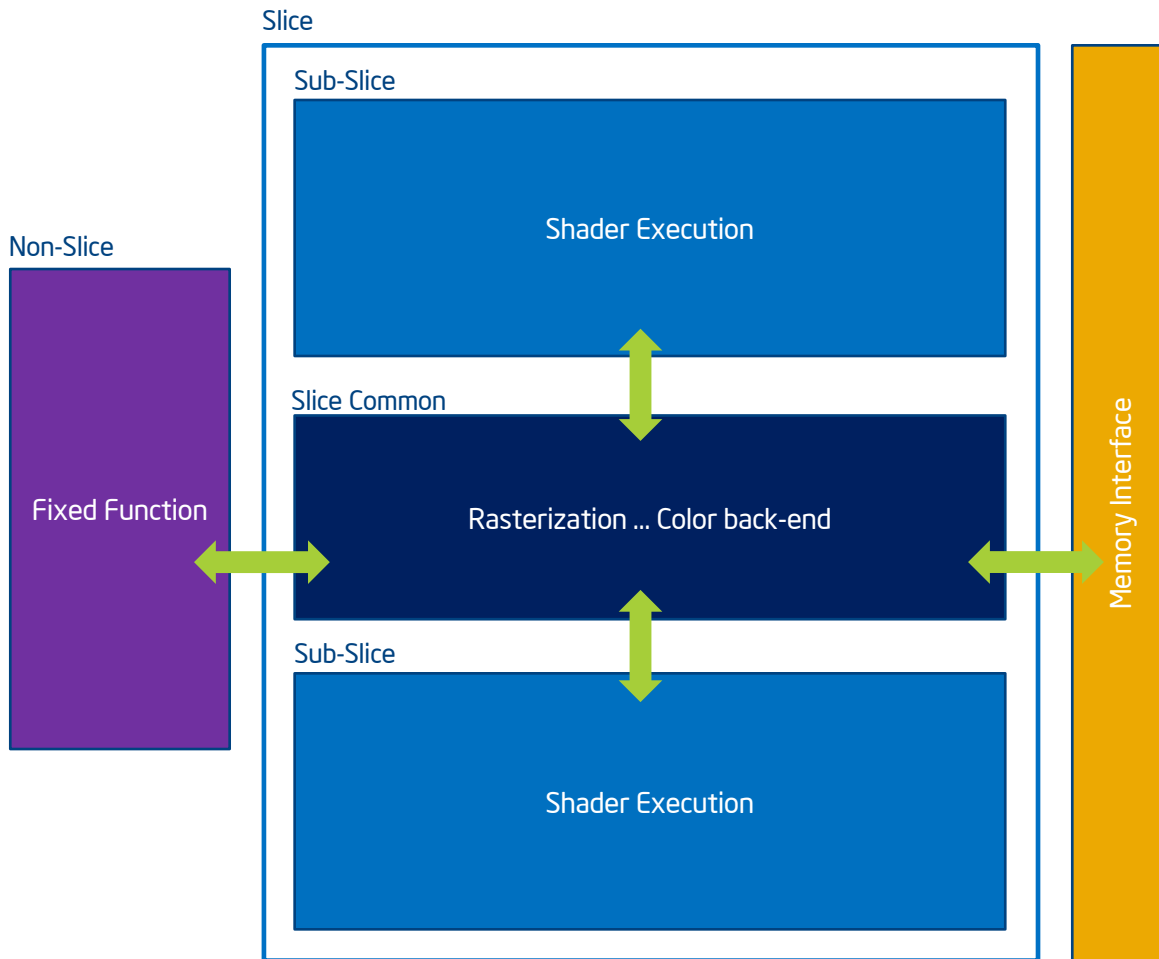 Slice
Sub-Slice
Shader Execution
Non-Slice
Fixed Function
Slice Common
Rasterization ... Color back-end
Memory Interface
Sub-Slice
Shader Execution